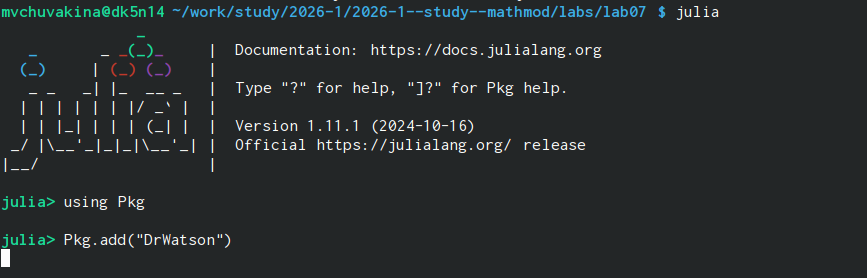 mvchuvakina@dk5n14 ~/work/study/2026-1/2026-1--study--mathmod/labs/lab07 $ julia
               _
   _       _ _(_)_     |  Documentation: https://docs.julialang.org
  (_)     | (_) (_)    |
   _ _   _| |_  __ _   |  Type "?" for help, "]?" for Pkg help.
  | | | | | | |/ _` |  |
  | | |_| | | | (_| |  |  Version 1.11.1 (2024-10-16)
 _/ |\__'_|_|_|\__'_|  |  Official https://julialang.org/ release
|__/                   |
julia> using Pkg
julia> Pkg.add("DrWatson")